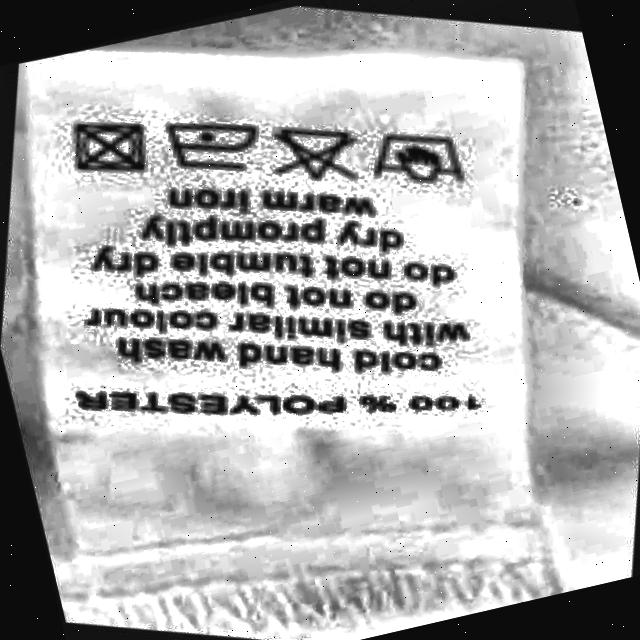 100 % POLYESTER
cold hand wash
with similar colour
do not bleach
do not tumble dry
dry promptly
warm iron